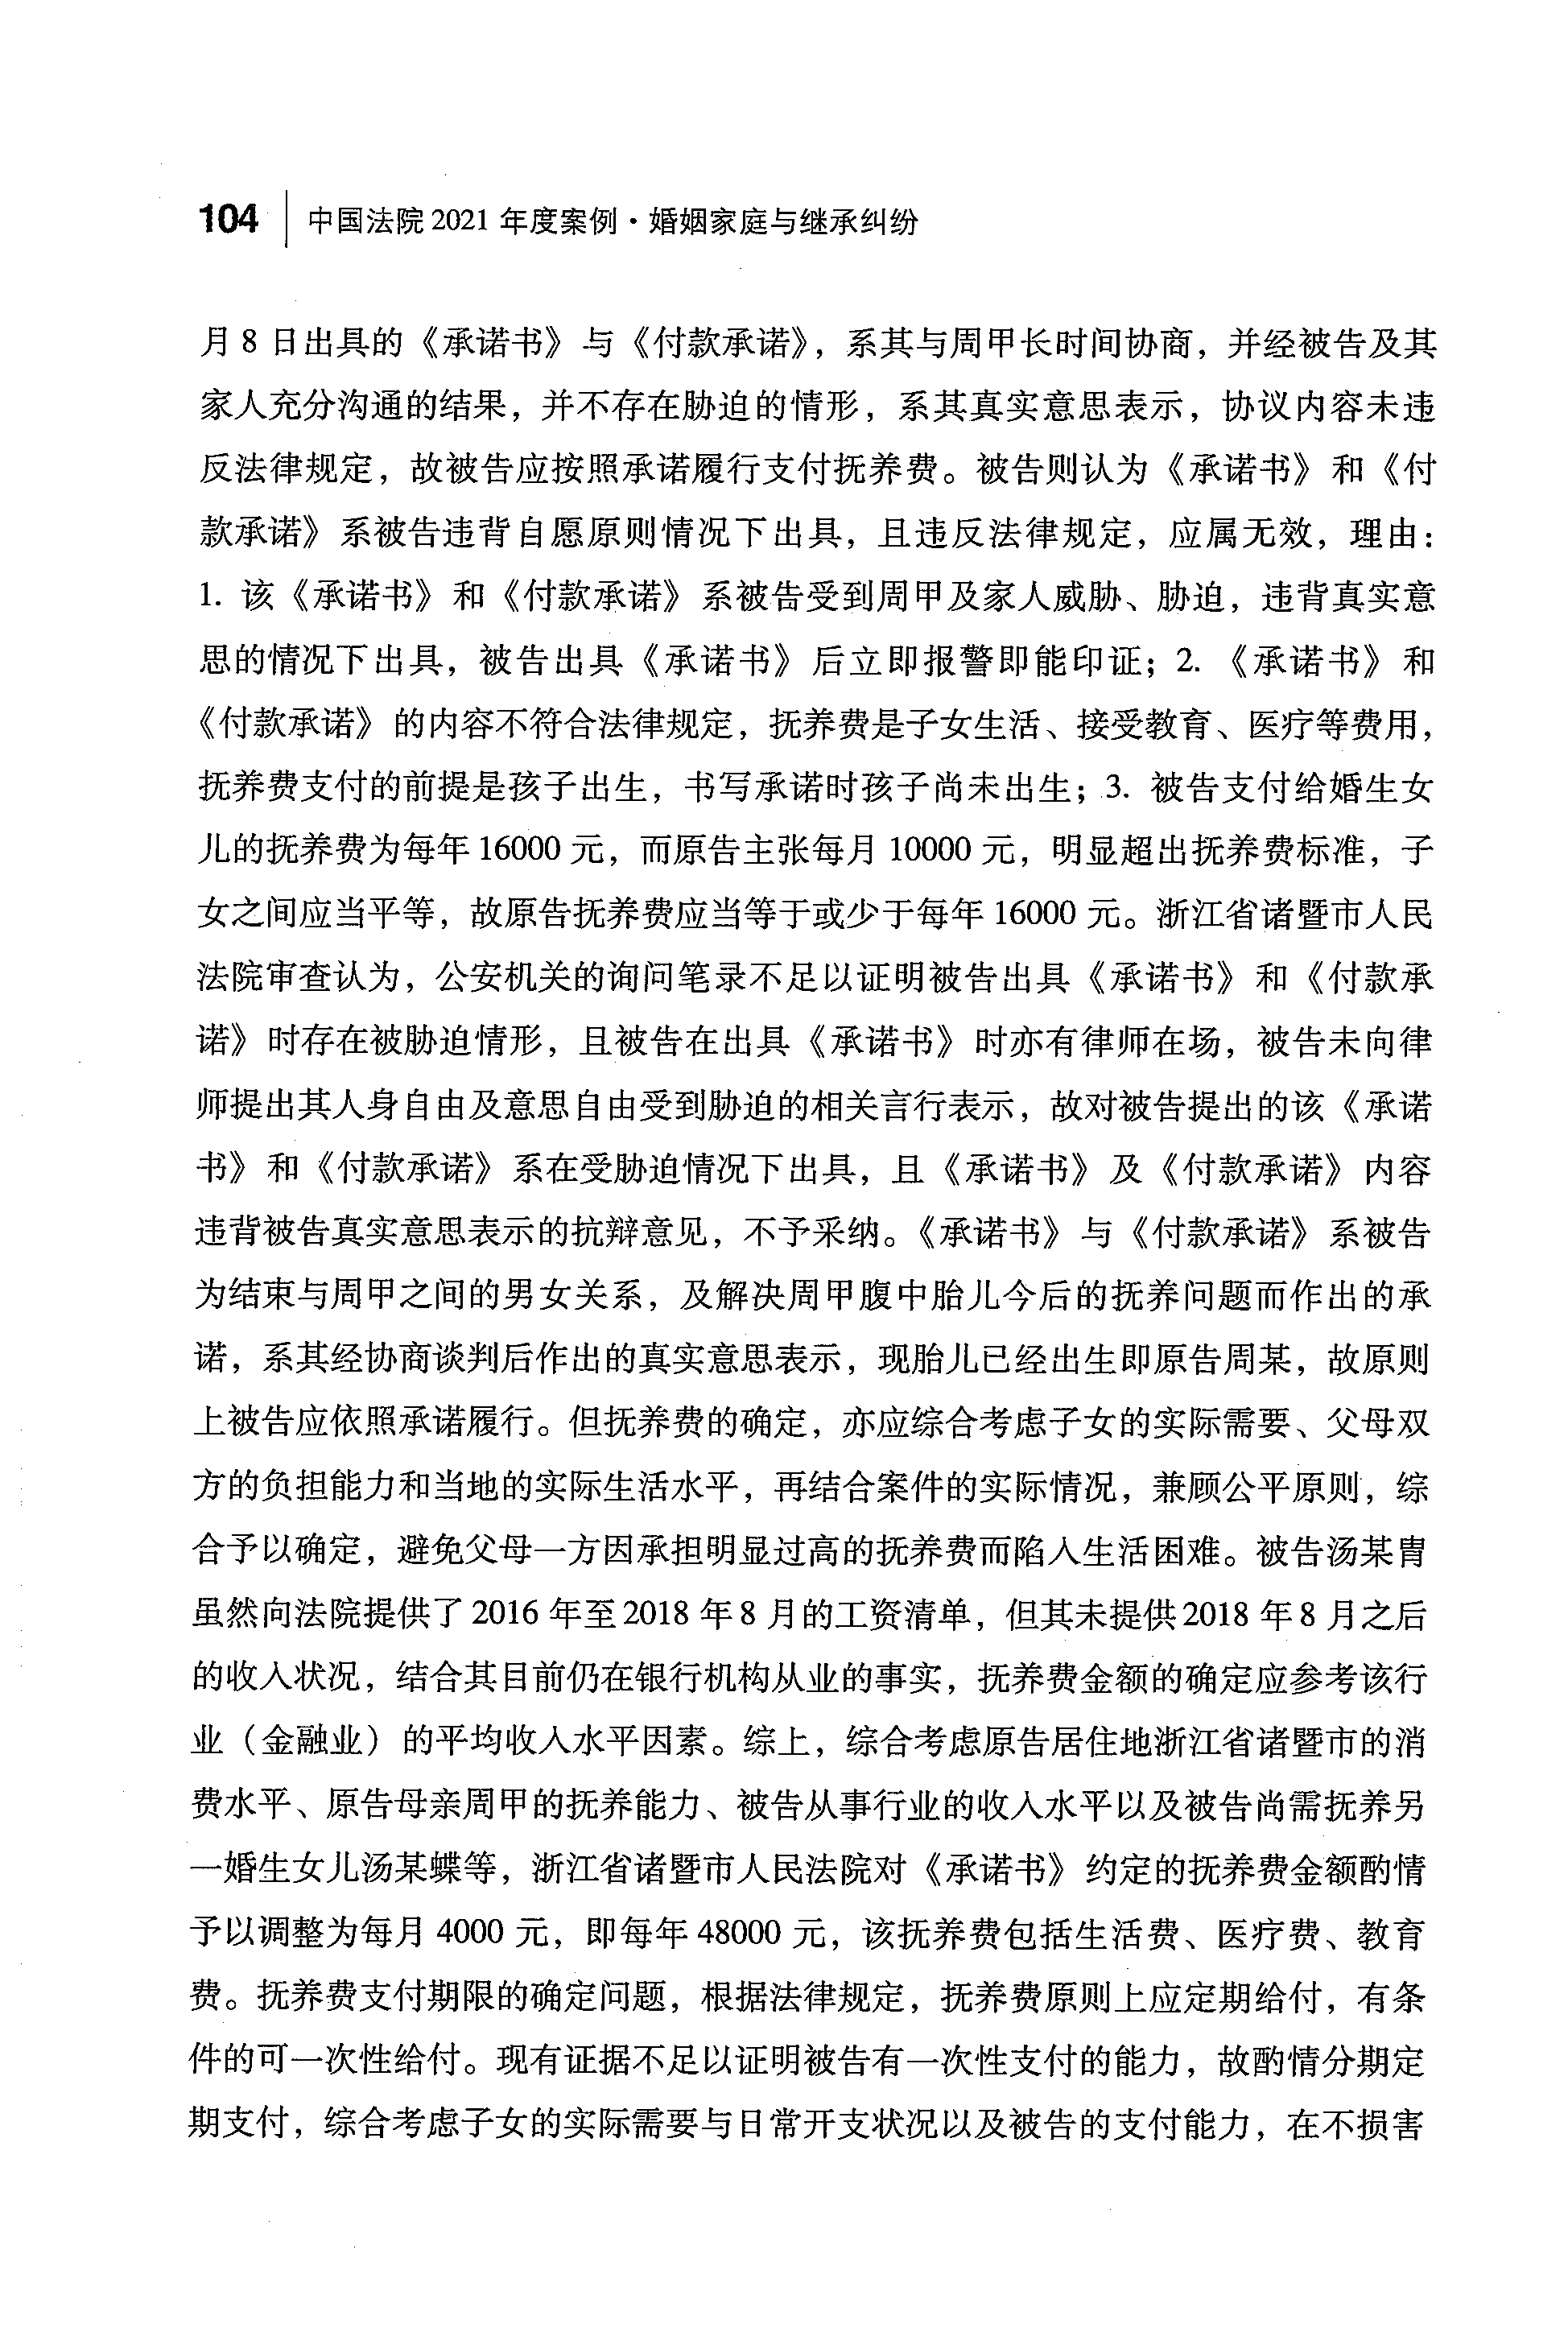 104 中国法院2021年度案例·婚姻家庭与继承纠纷
月8日出具的《承诺书》与《付款承诺》，系其与周甲长时间协商，并经被告及其
家人充分沟通的结果，并不存在胁迫的情形，系其真实意思表示，协议内容未违
反法律规定，故被告应按照承诺履行支付抚养费。被告则认为《承诺书》和《付
款承诺》系被告违背自愿原则情况下出具，且违反法律规定，应属无效，理由：
1. 该《承诺书》和《付款承诺》系被告受到周甲及家人威胁、胁迫，违背真实意
思的情况下出具，被告出具《承诺书》后立即报警即能印证；2. 《承诺书》和
《付款承诺》的内容不符合法律规定，抚养费是子女生活、接受教育、医疗等费用，
抚养费支付的前提是孩子出生，书写承诺时孩子尚未出生；3. 被告支付给婚生女
儿的抚养费为每年16000元，而原告主张每月10000元，明显超出抚养费标准，子
女之间应当平等，故原告抚养费应当等于或少于每年16000元。浙江省诸暨市人民
法院审查认为，公安机关的询问笔录不足以证明被告出具《承诺书》和《付款承
诺》时存在被胁迫情形，且被告在出具《承诺书》时亦有律师在场，被告未向律
师提出其人身自由及意思自由受到胁迫的相关言行表示，故对被告提出的该《承诺
书》和《付款承诺》系在受胁迫情况下出具，且《承诺书》及《付款承诺》内容
违背被告真实意思表示的抗辩意见，不予采纳。《承诺书》与《付款承诺》系被告
为结束与周甲之间的男女关系，及解决周甲腹中胎儿今后的抚养问题而作出的承
诺，系其经协商谈判后作出的真实意思表示，现胎儿已经出生即原告周某，故原则
上被告应依照承诺履行。但抚养费的确定，亦应综合考虑子女的实际需要、父母双
方的负担能力和当地的实际生活水平，再结合案件的实际情况，兼顾公平原则，综
合予以确定，避免父母一方因承担明显过高的抚养费而陷入生活困难。被告汤某胄
虽然向法院提供了2016年至2018年8月的工资清单，但其未提供2018年8月之后
的收入状况，结合其目前仍在银行机构从业的事实，抚养费金额的确定应参考该行
业（金融业）的平均收入水平因素。综上，综合考虑原告居住地浙江省诸暨市的消
费水平、原告母亲周甲的抚养能力、被告从事行业的收入水平以及被告尚需抚养另
一婚生女儿汤某蝶等，浙江省诸暨市人民法院对《承诺书》约定的抚养费金额酌情
予以调整为每月4000元，即每年48000元，该抚养费包括生活费、医疗费、教育
费。抚养费支付期限的确定问题，根据法律规定，抚养费原则上应定期给付，有条
件的可一次性给付。现有证据不足以证明被告有一次性支付的能力，故酌情分期定
期支付，综合考虑子女的实际需要与日常开支状况以及被告的支付能力，在不损害